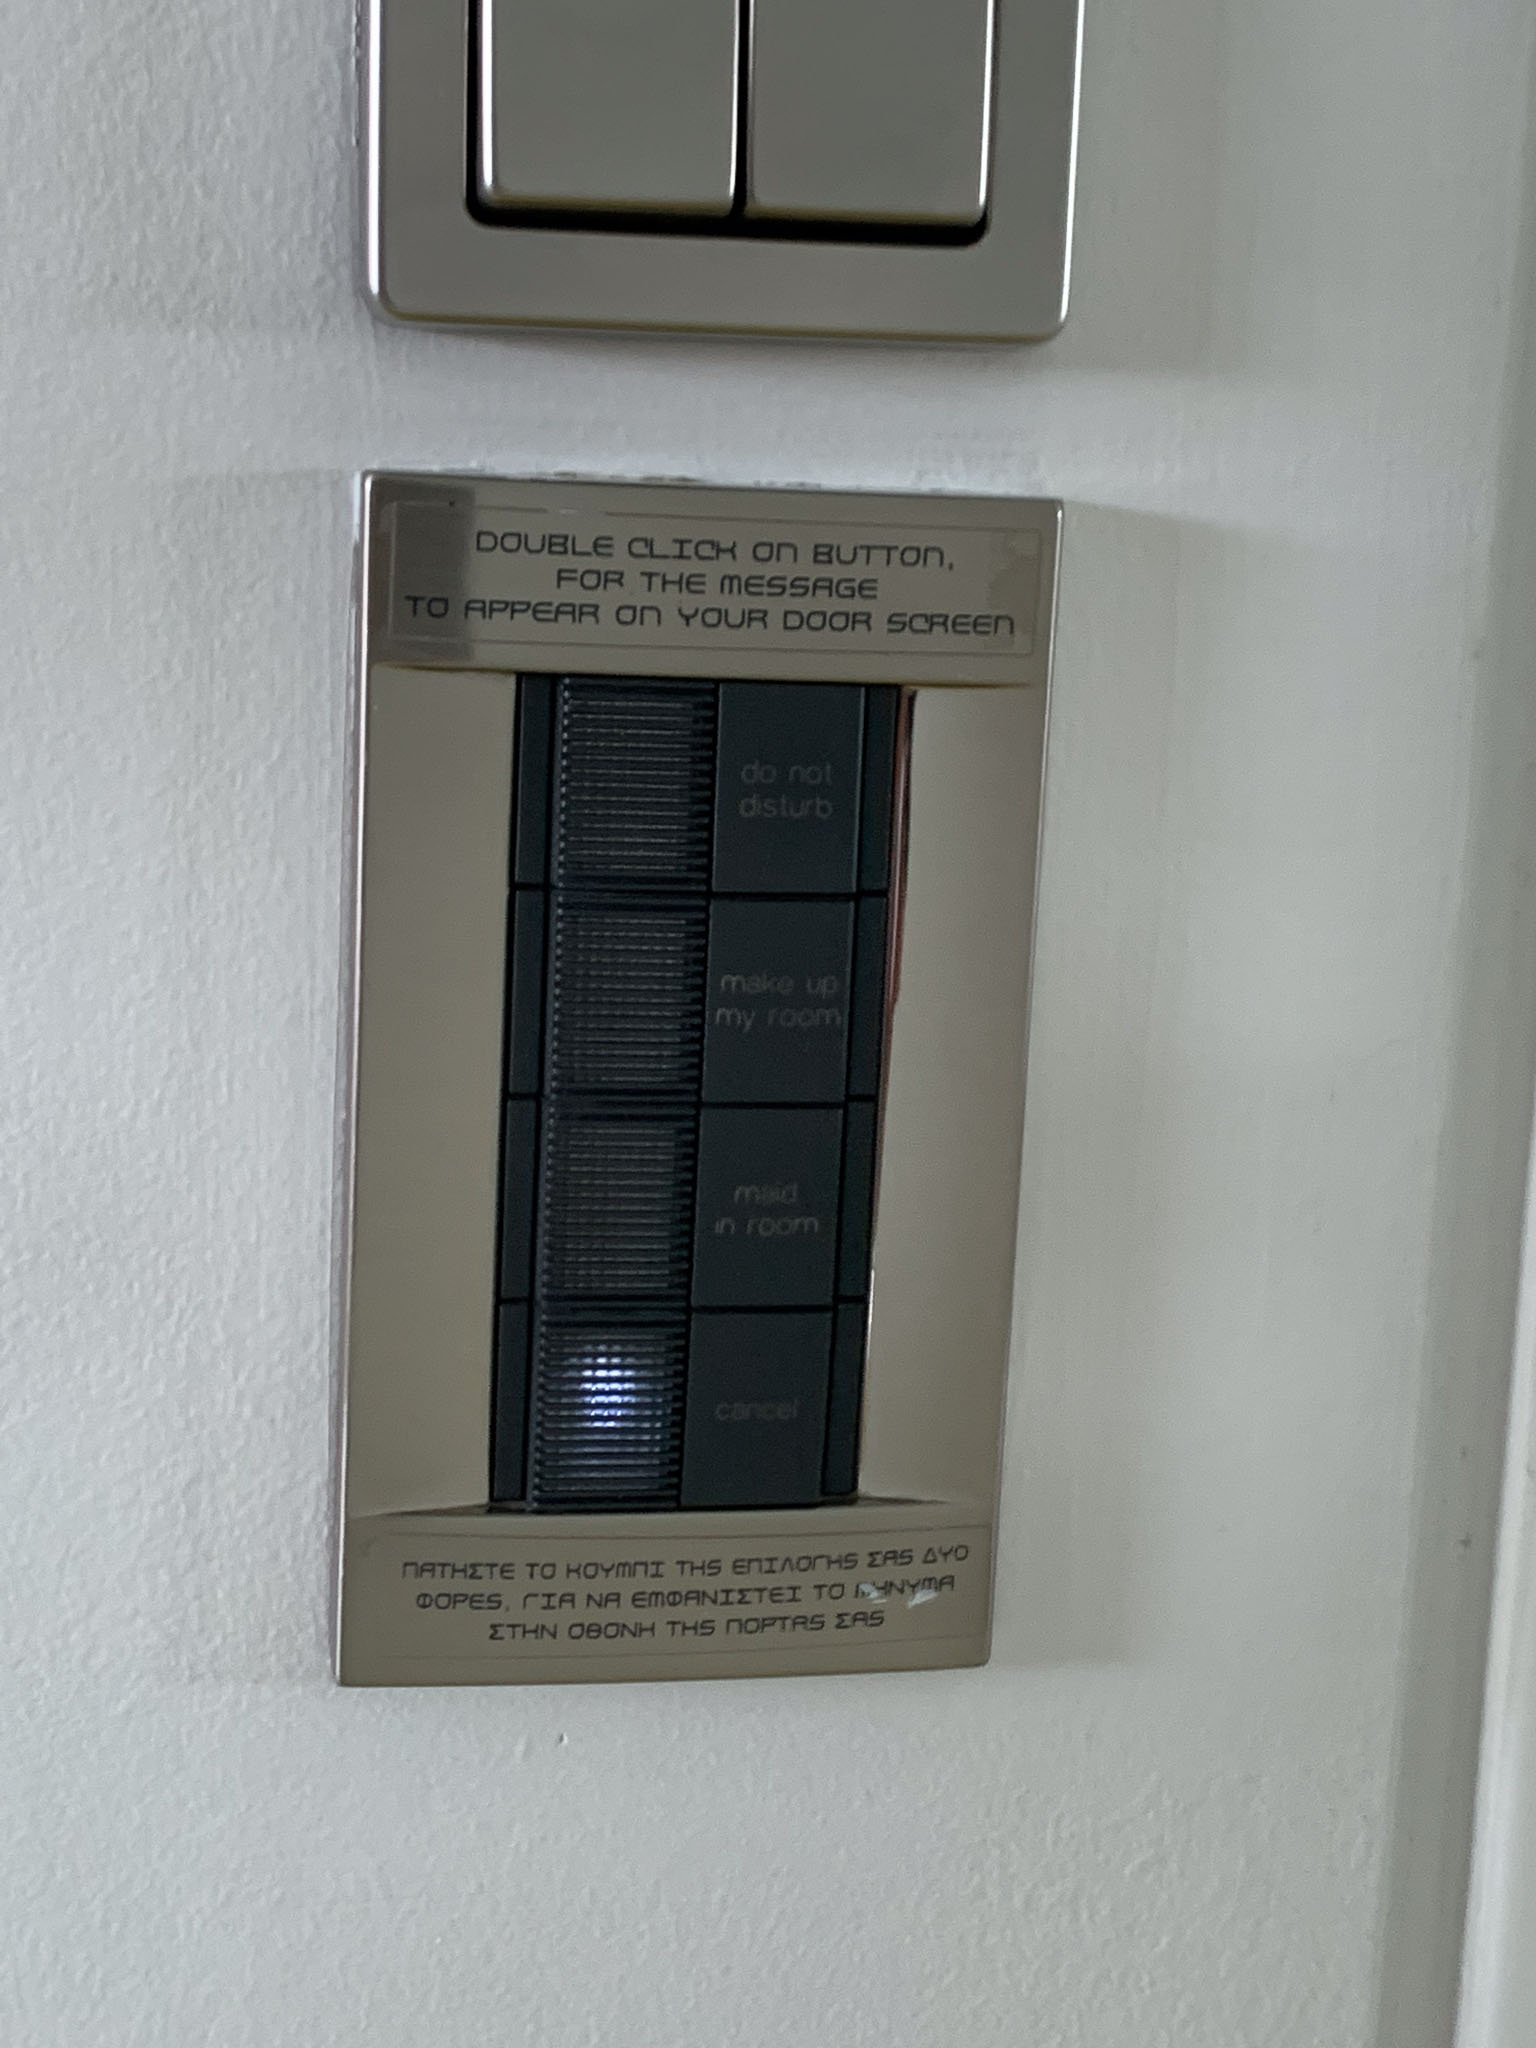 DOUBLE CLICK ON BUTTON,
FOR THE MESSAGE
TO APPEAR ON YOUR DOOR SCREEN
do not
disturb
make up
my room
maid
in room
cancel
ΠΑΤΗΣΤΕ ΤΟ ΚΟΥΜΠΙ ΤΗΣ ΕΠΙΛΟΓΗΣ ΣΑΣ ΔΥΟ
ΦΟΡΕΣ, ΓΙΑ ΝΑ ΕΜΦΑΝΙΣΤΕΙ ΤΟ ΜΗΝΥΜΑ
ΣΤΗΝ ΟΘΟΝΗ ΤΗΣ ΠΟΡΤΑΣ ΣΑΣ